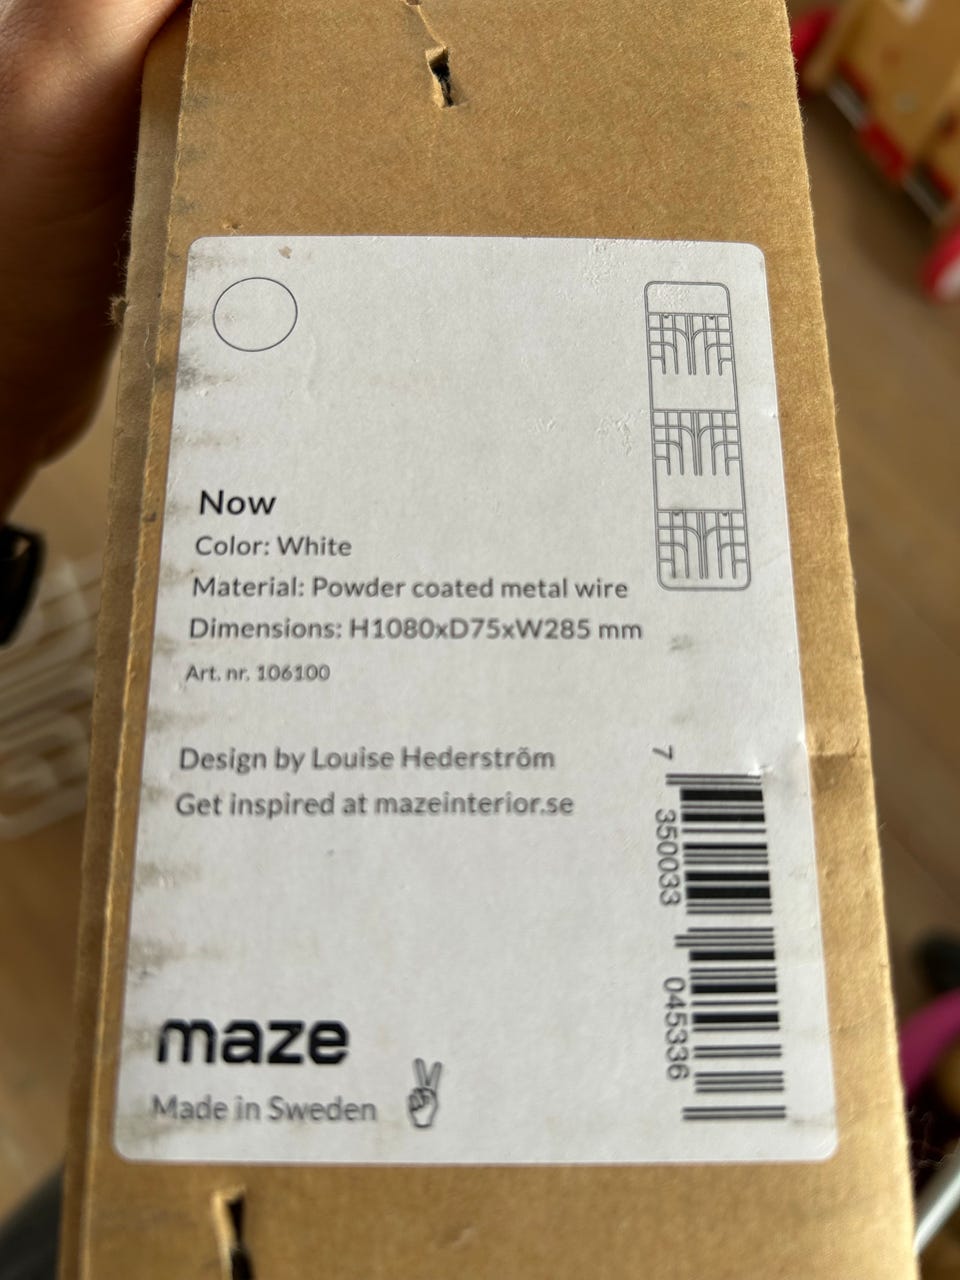 Now
Color: White
Material: Powder coated metal wire
Dimensions: H1080xD75xW285 mm
Art. nr. 106100
Design by Louise Hederström
Get inspired at mazeinterior.se
7 350033 045336
maze
Made in Sweden